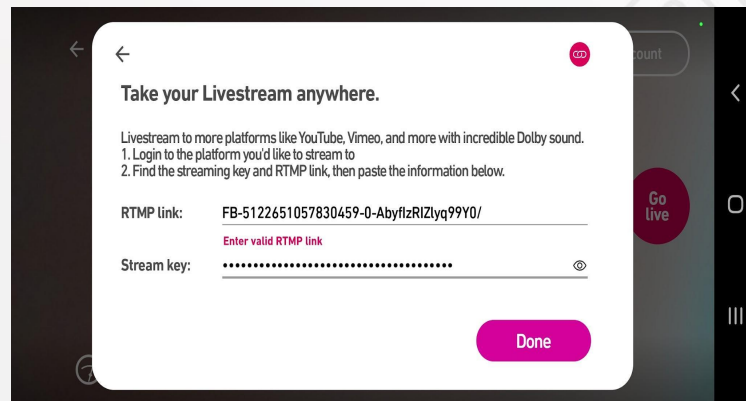 Take your Livestream anywhere.
Livestream to more platforms like YouTube, Vimeo, and more with incredible Dolby sound.
1. Login to the platform you'd like to stream to
2. Find the streaming key and RTMP link, then paste the information below.
RTMP link: FB-5122651057830459-0-AbyflzRIZlyq99Y0/
Enter valid RTMP link
Stream key: •••••••••••••••••••••••••••••••••••••
Done
Go
live